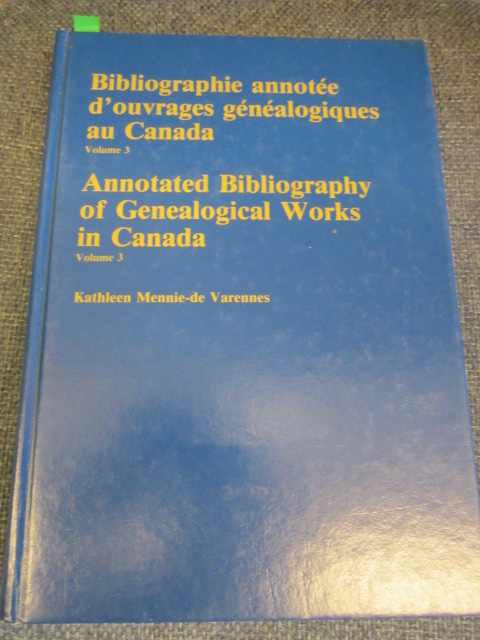 Bibliographie annotée
d'ouvrages généalogiques
au Canada
Volume 3
Annotated Bibliography
of Genealogical Works
in Canada
Volume 3
Kathleen Mennie-de Varennes